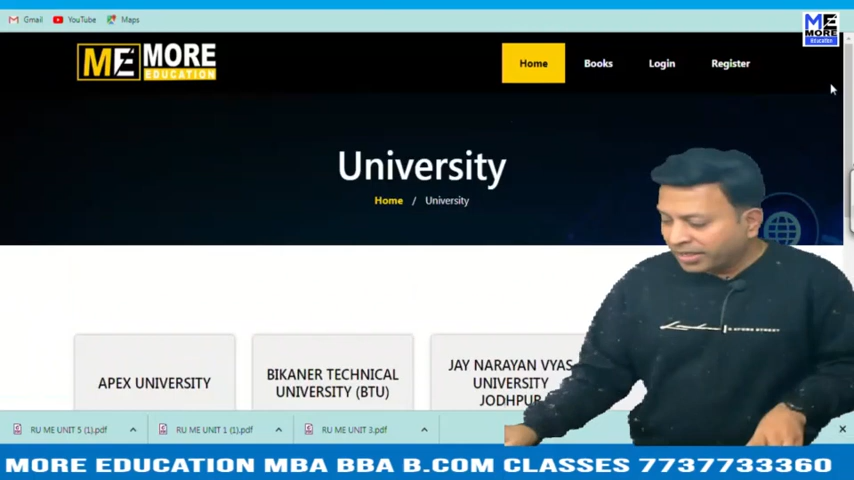 Gmail YouTube Maps
ME MORE Education
ME MORE EDUCATION
Home Books Login Register
University
Home / University
APEX UNIVERSITY
BIKANER TECHNICAL UNIVERSITY (BTU)
JAY NARAYAN VYAS UNIVERSITY JODHPUR
RU ME UNIT 5 (1).pdf RU ME UNIT 1 (1).pdf RU ME UNIT 3.pdf
MORE EDUCATION MBA BBA B.COM CLASSES 7737733360